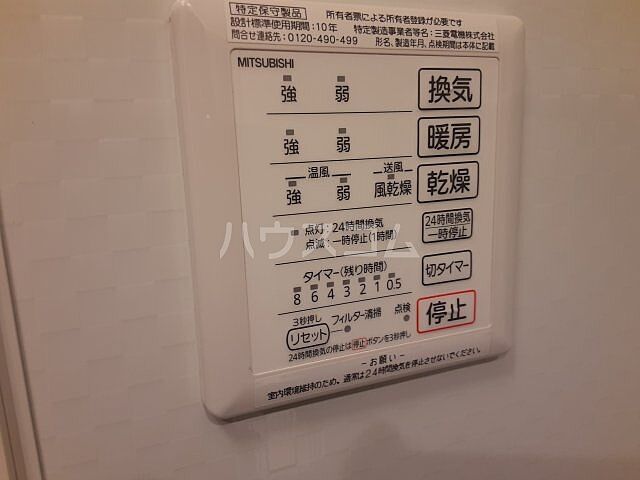 特定保守製品 所有者票による所有者登録が必要です
設計標準使用期間:10年 特定製造事業者等名:三菱電機株式会社
問合せ連絡先:0120-490-499 形名、製造年月、点検期間は本体に記載
MITSUBISHI
強 弱 換気
強 弱 暖房
温風 送風
強 弱 風乾燥 乾燥
点灯:24時間換気
点滅:一時停止(1時間)
24時間換気
一時停止
ハウスコム
タイマー(残り時間)
8 6 4 3 2 1 0.5
切タイマー
3秒押し
リセット フィルター清掃 点検
停止
24時間換気の停止は停止ボタンを3秒押し
-お願い-
室内環境維持のため、通常は24時間換気を停止させないでください。